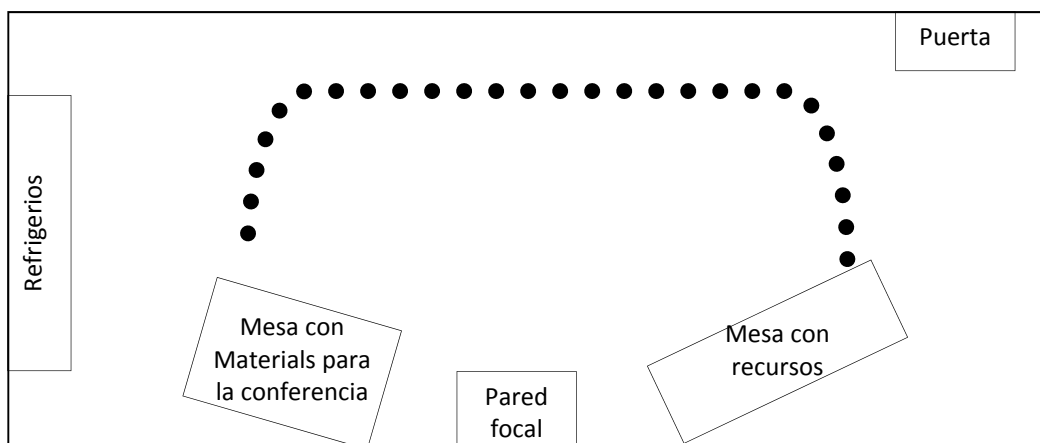 Puerta
Refrigerios
Mesa con
Materials para
la conferencia
Mesa con
recursos
Pared
focal